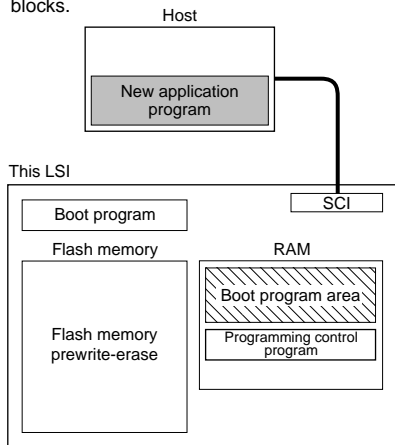 blocks.
Host
New application
program
This LSI
SCI
Boot program
Flash memory
RAM
Boot program area
Flash memory
prewrite-erase
Programming control
program